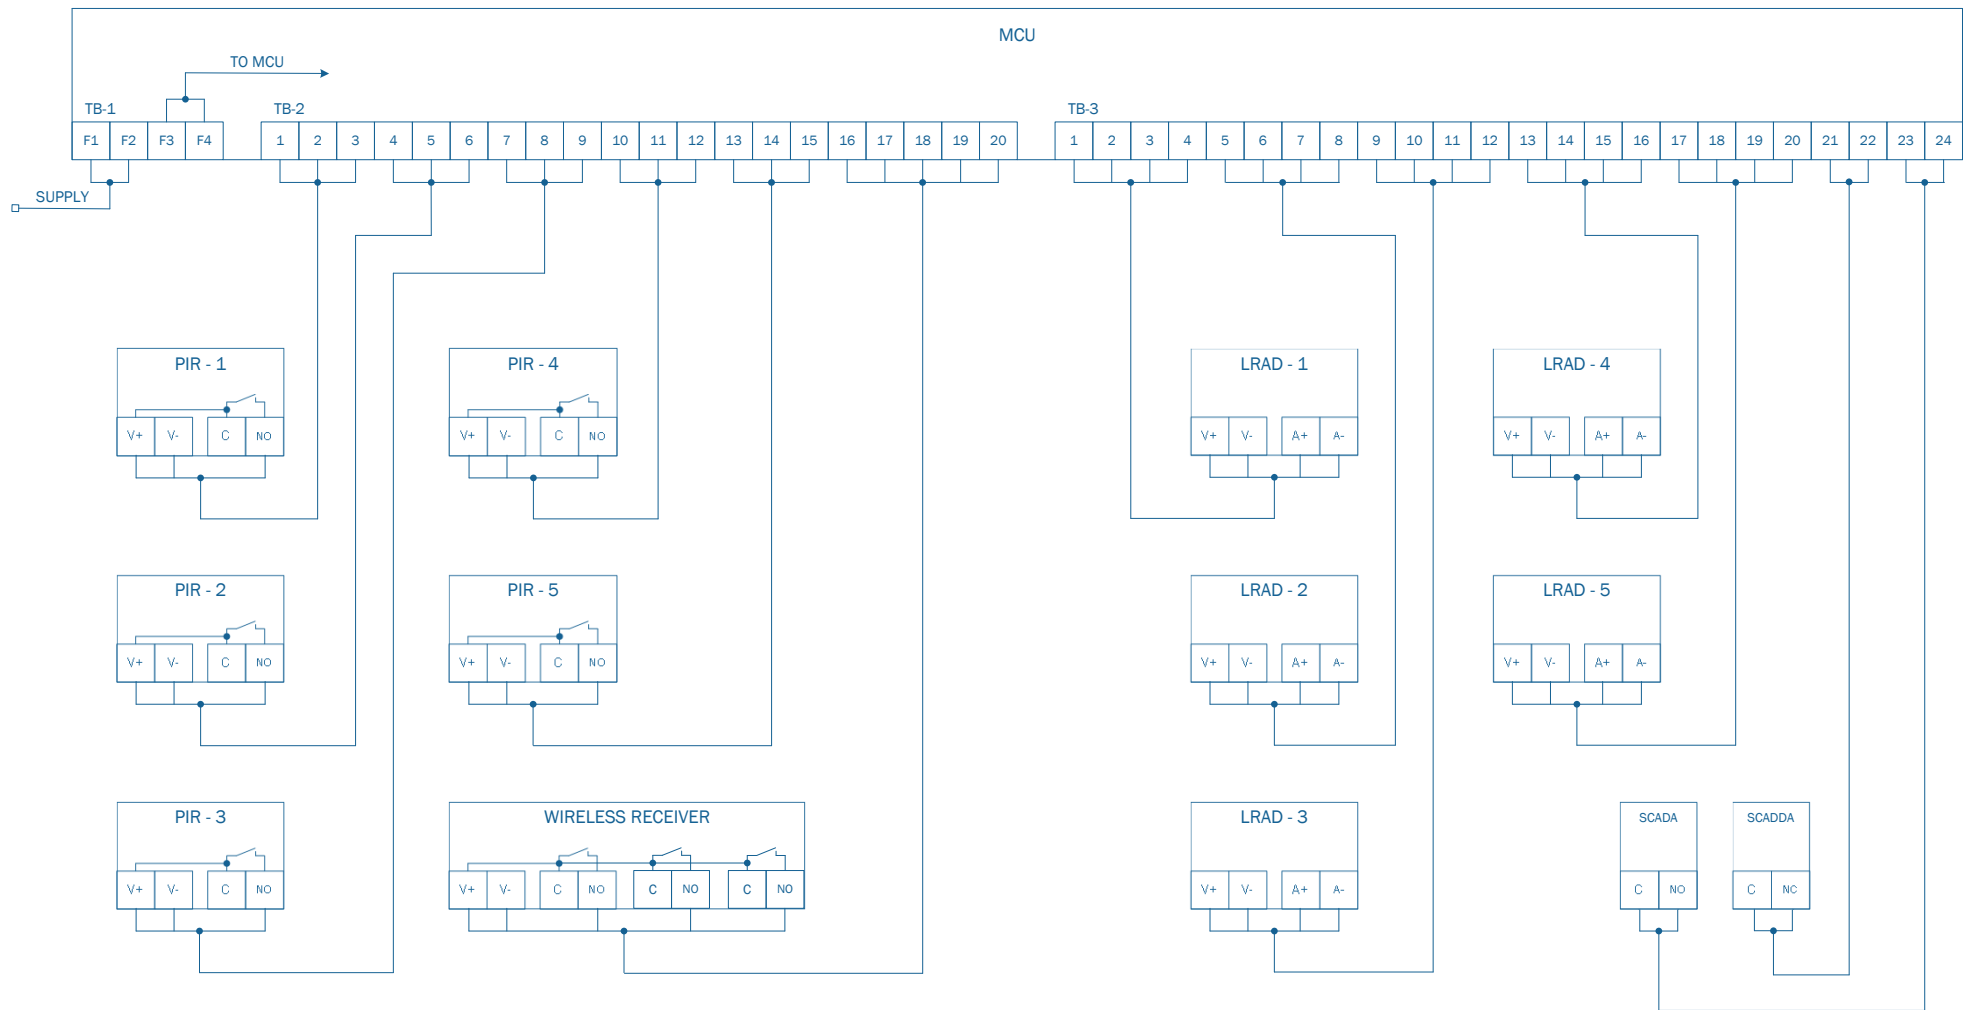 MCU
TO MCU
TB-1 TB-2 TB-3
F1 F2 F3 F4 1 2 3 4 5 6 7 8 9 10 11 12 13 14 15 16 17 18 19 20 1 2 3 4 5 6 7 8 9 10 11 12 13 14 15 16 17 18 19 20 21 22 23 24
SUPPLY
PIR - 1 PIR - 4 LRAD - 1 LRAD - 4
V+ V- C NO V+ V- C NO V+ V- A+ A- V+ V- A+ A-
PIR - 2 PIR - 5 LRAD - 2 LRAD - 5
V+ V- C NO V+ V- C NO V+ V- A+ A- V+ V- A+ A-
PIR - 3 WIRELESS RECEIVER LRAD - 3 SCADA SCADDA
V+ V- C NO V+ V- C NO C NO C NO V+ V- A+ A- C NO C NC